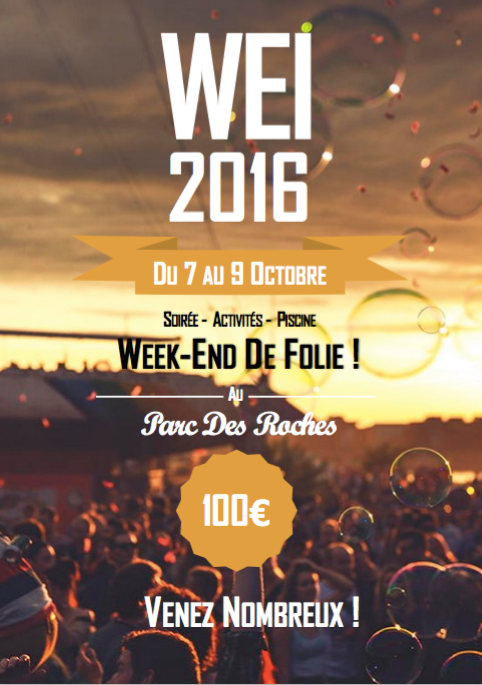 WEI
2016
Du 7 au 9 Octobre
Soirée - Activités - Piscine
Week-End De Folie !
Au
Parc Des Roches
100€
Venez Nombreux !